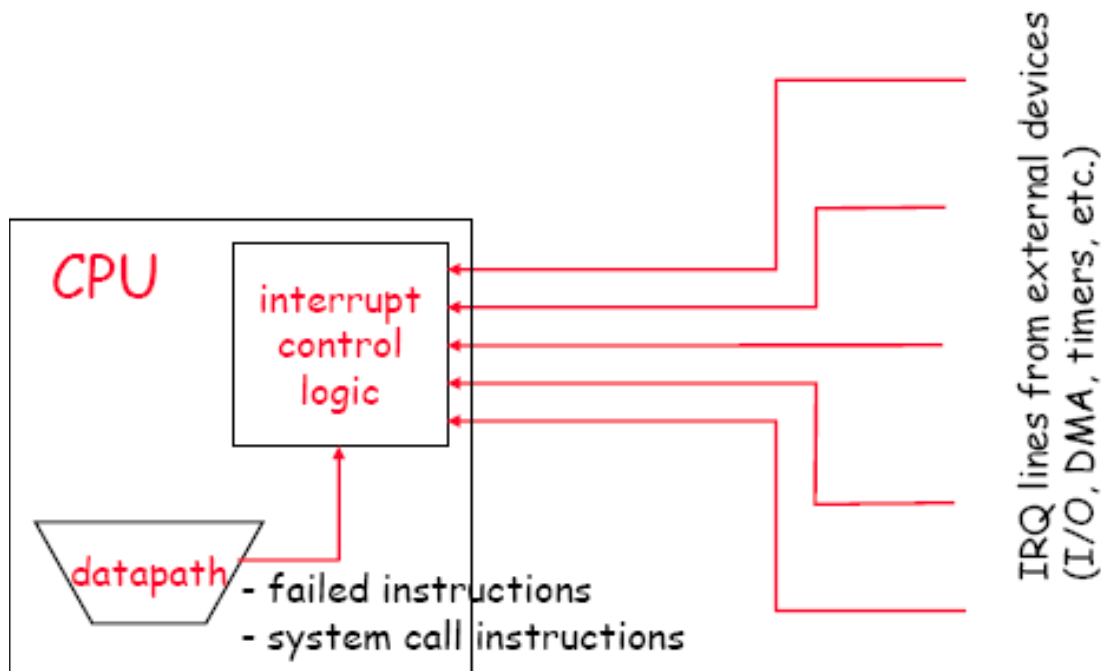 CPU
interrupt
control
logic
datapath
- failed instructions
- system call instructions
IRQ lines from external devices
(I/O, DMA, timers, etc.)